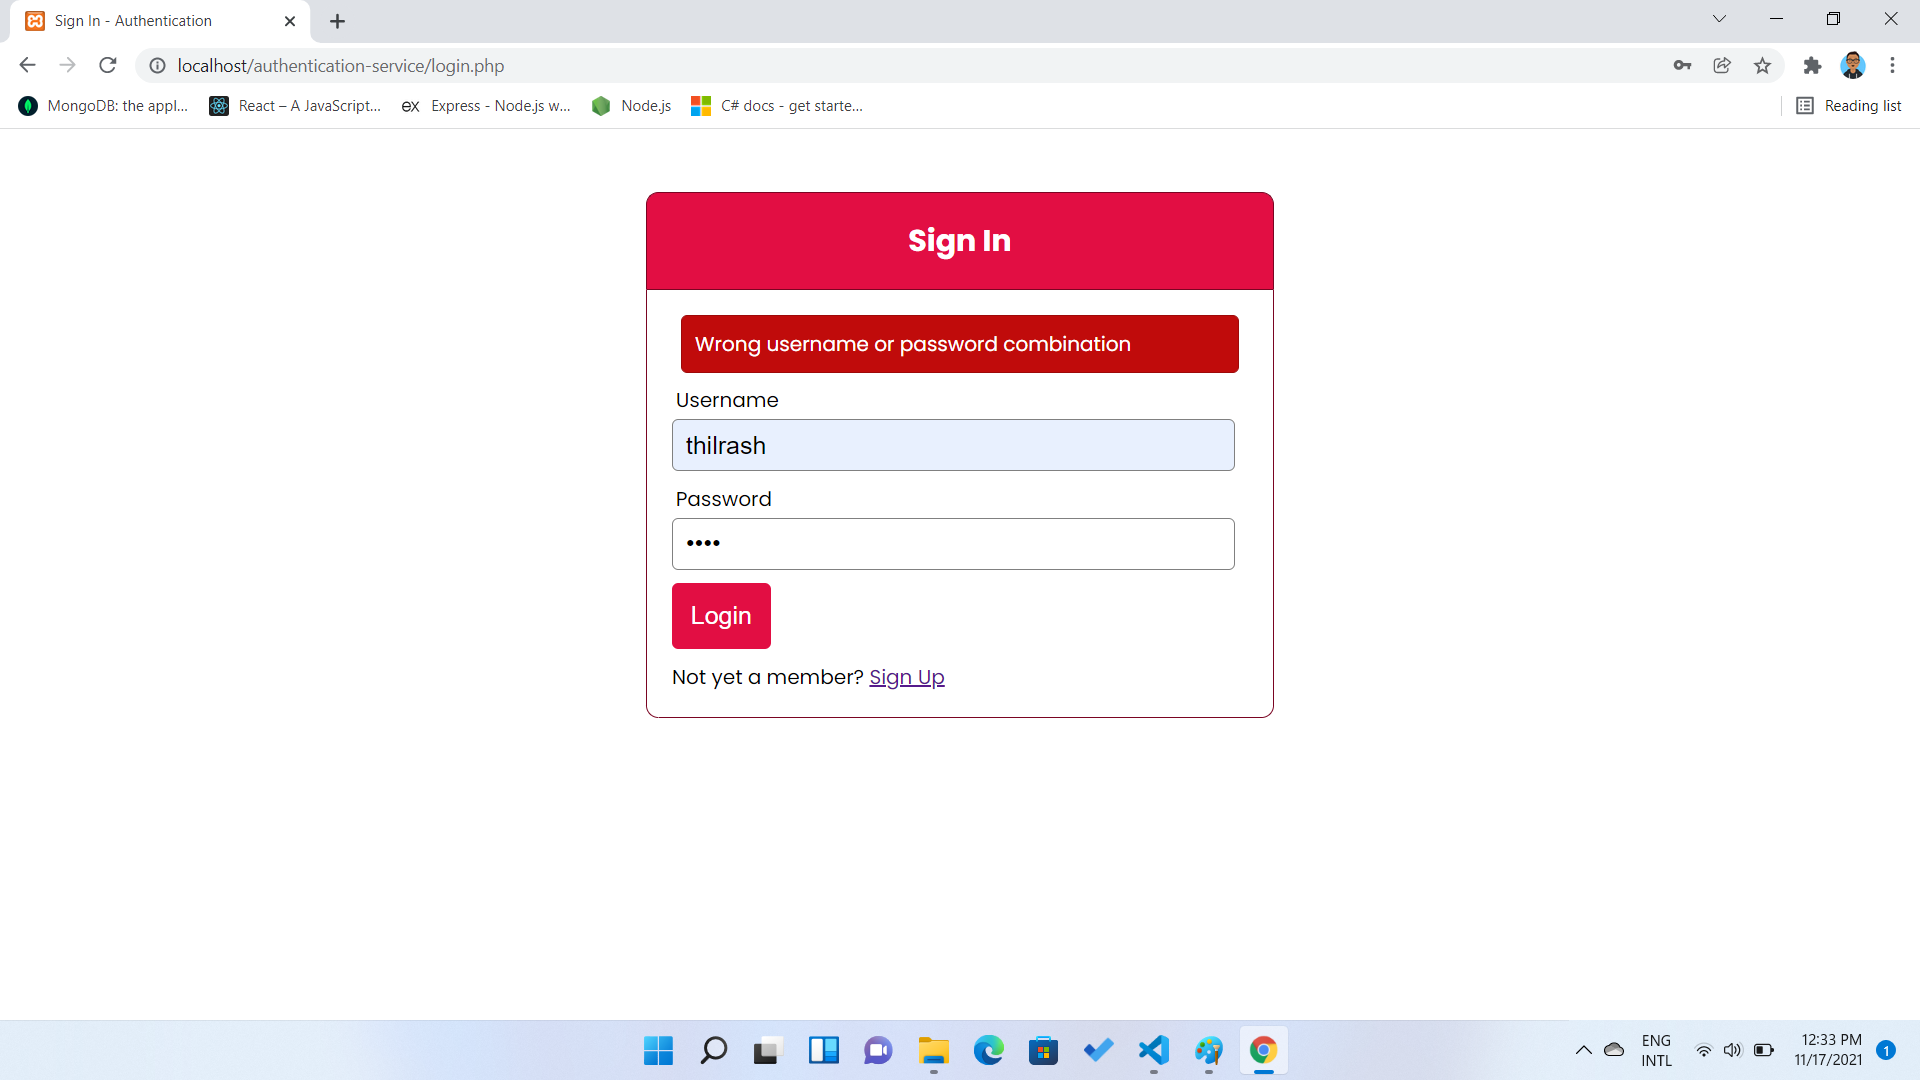 Sign In - Authentication
localhost/authentication-service/login.php
MongoDB: the appl...
React – A JavaScript...
ex Express - Node.js w...
Node.js
C# docs - get starte...
Reading list
Sign In
Wrong username or password combination
Username
thilrash
Password
••••
Login
Not yet a member? Sign Up
ENG
INTL
12:33 PM
11/17/2021
1